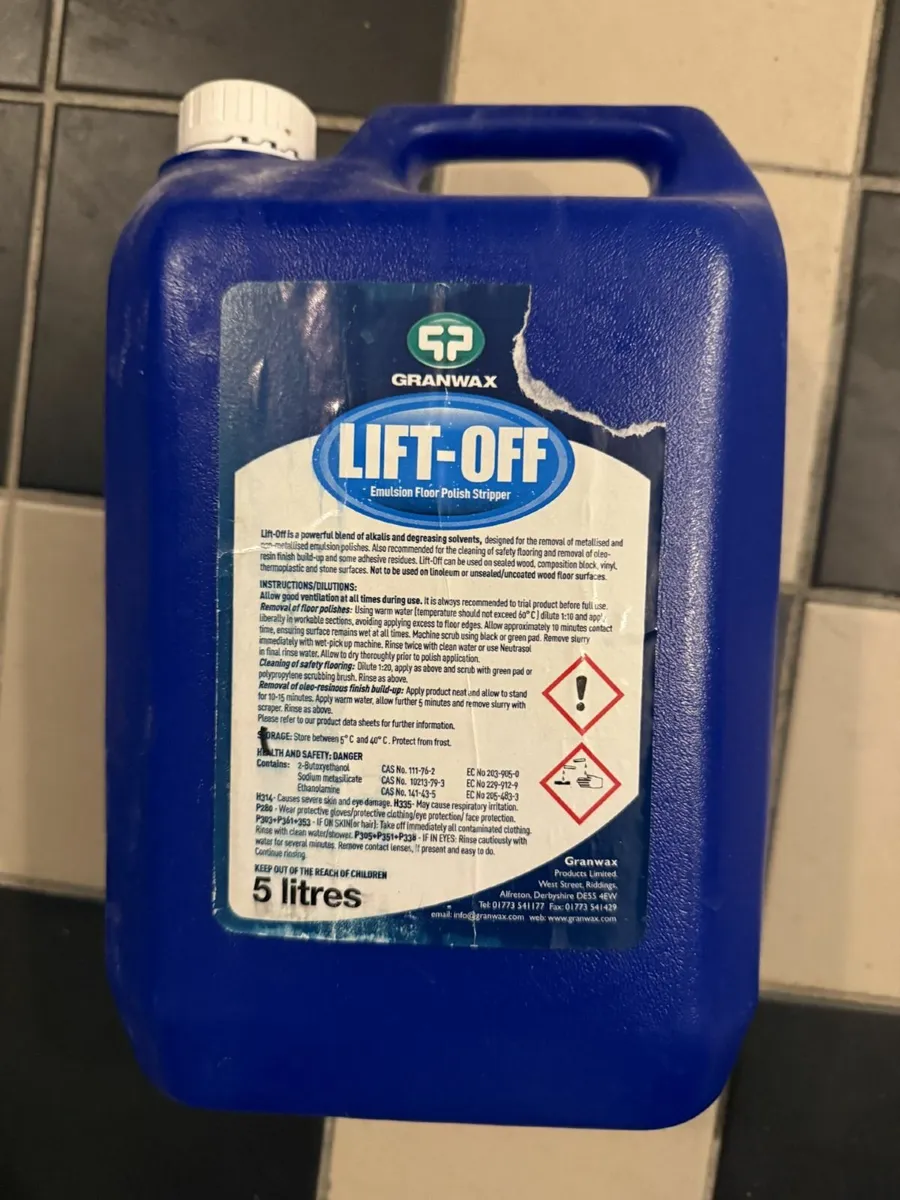 GRANWAX
LIFT-OFF
Emulsion Floor Polish Stripper
Lift-Off is a powerful blend of alkalis and degreasing solvents, designed for the removal of metallised and
non-metallised emulsion polishes. Also recommended for the cleaning of safety flooring and removal of oleo-
resin finish build-up and some adhesive residues. Lift-Off can be used on sealed wood, composition block, vinyl,
thermoplastic and stone surfaces. Not to be used on linoleum or unsealed/uncoated wood floor surfaces.
INSTRUCTIONS/DILUTIONS:
Allow good ventilation at all times during use. It is always recommended to trial product before full use.
Removal of floor polishes: Using warm water (temperature should not exceed 60°C) dilute 1:10 and apply
liberally in workable sections, avoiding applying excess to floor edges. Allow approximately 10 minutes contact
time, ensuring surface remains wet at all times. Machine scrub using black or green pad. Remove slurry
immediately with wet-pick up machine. Rinse twice with clean water or use Neutrasol
in final rinse water. Allow to dry thoroughly prior to polish application.
Cleaning of safety flooring: Dilute 1:20, apply as above and scrub with green pad or
polypropylene scrubbing brush. Rinse as above.
Removal of oleo-resinous finish build-up: Apply product neat and allow to stand
for 10-15 minutes. Apply warm water, allow further 5 minutes and remove slurry with
scraper. Rinse as above.
Please refer to our product data sheets for further information.
STORAGE: Store between 5°C and 40°C. Protect from frost.
HEALTH AND SAFETY: DANGER
Contains: 2-Butoxyethanol CAS No. 111-76-2 EC No 203-905-0
Sodium metasilicate CAS No. 10213-79-3 EC No 229-912-9
Ethanolamine CAS No. 141-43-5 EC No 205-483-3
H314- Causes severe skin and eye damage. H335- May cause respiratory irritation.
P280 - Wear protective gloves/protective clothing/eye protection/ face protection.
P303+P361+353 - IF ON SKIN(or hair): Take off immediately all contaminated clothing.
Rinse with clean water/shower. P305+P351+P338 - IF IN EYES: Rinse cautiously with
water for several minutes. Remove contact lenses, if present and easy to do.
Continue rinsing.
KEEP OUT OF THE REACH OF CHILDREN
5 litres
Granwax
Products Limited.
West Street, Riddings,
Alfreton, Derbyshire DE55 4EW
Tel: 01773 541177 Fax: 01773 541429
email: info@granwax.com web: www.granwax.com